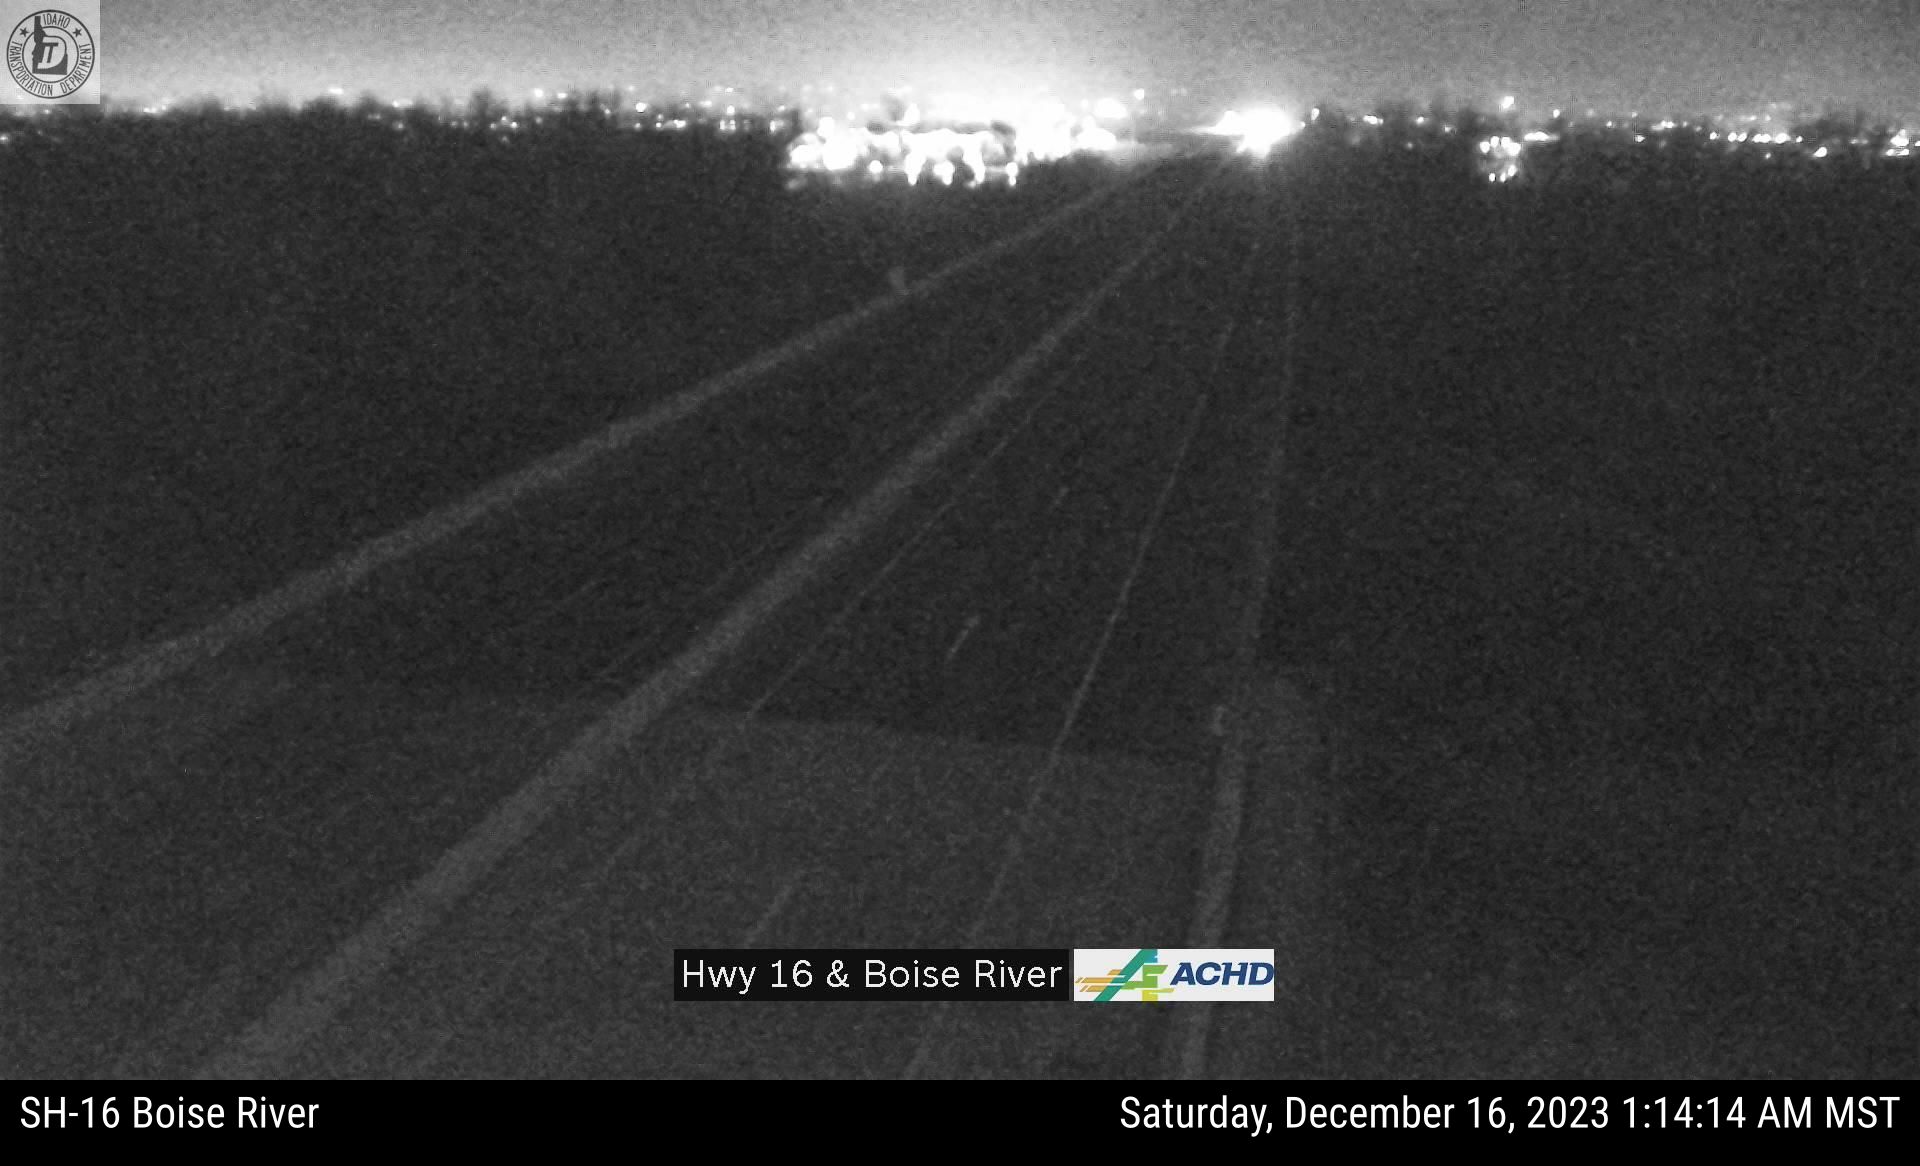 IDAHO
TRANSPORTATION DEPARTMENT
Hwy 16 & Boise River
ACHD
SH-16 Boise River
Saturday, December 16, 2023 1:14:14 AM MST